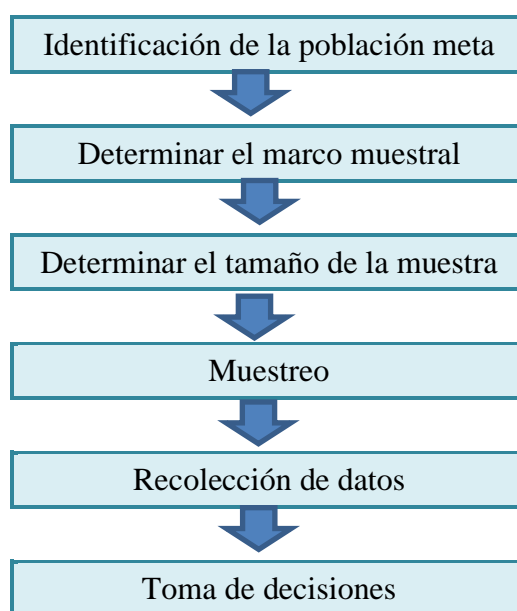 Identificación de la población meta
Determinar el marco muestral
Determinar el tamaño de la muestra
Muestreo
Recolección de datos
Toma de decisiones